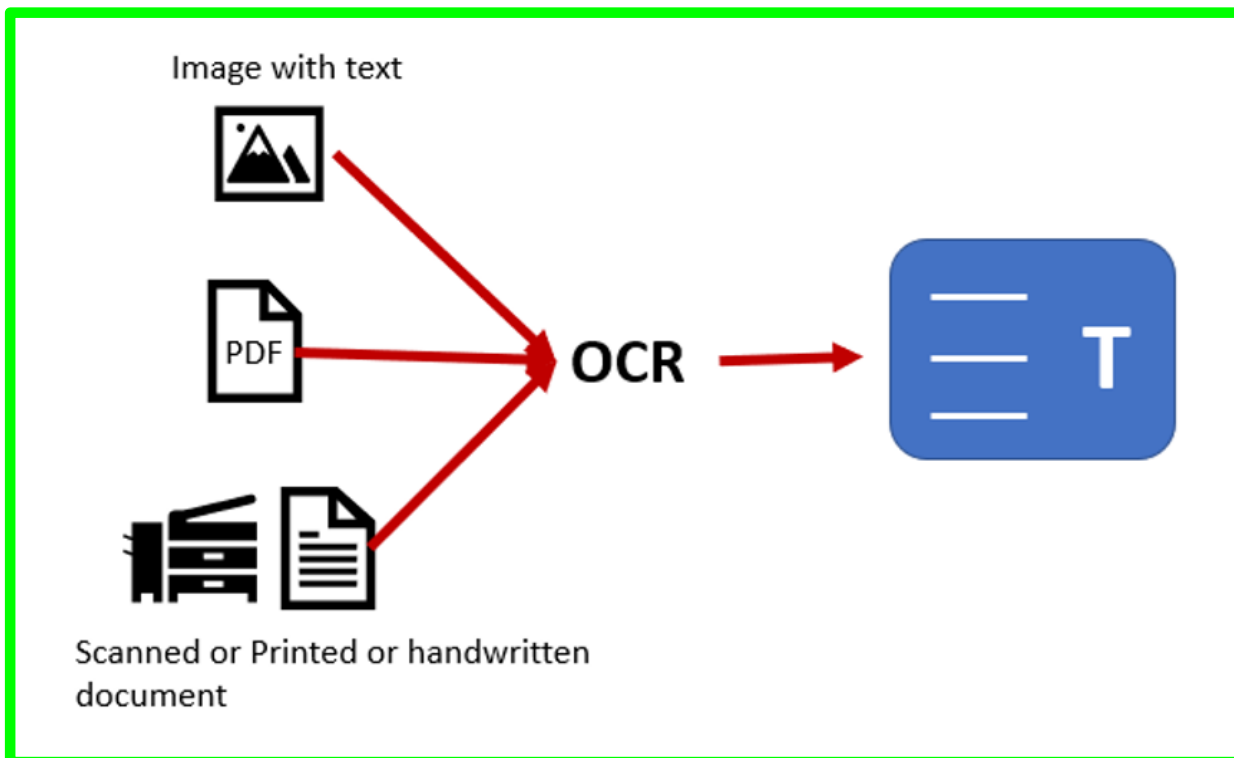 Image with text
PDF
OCR
T
Scanned or Printed or handwritten
document